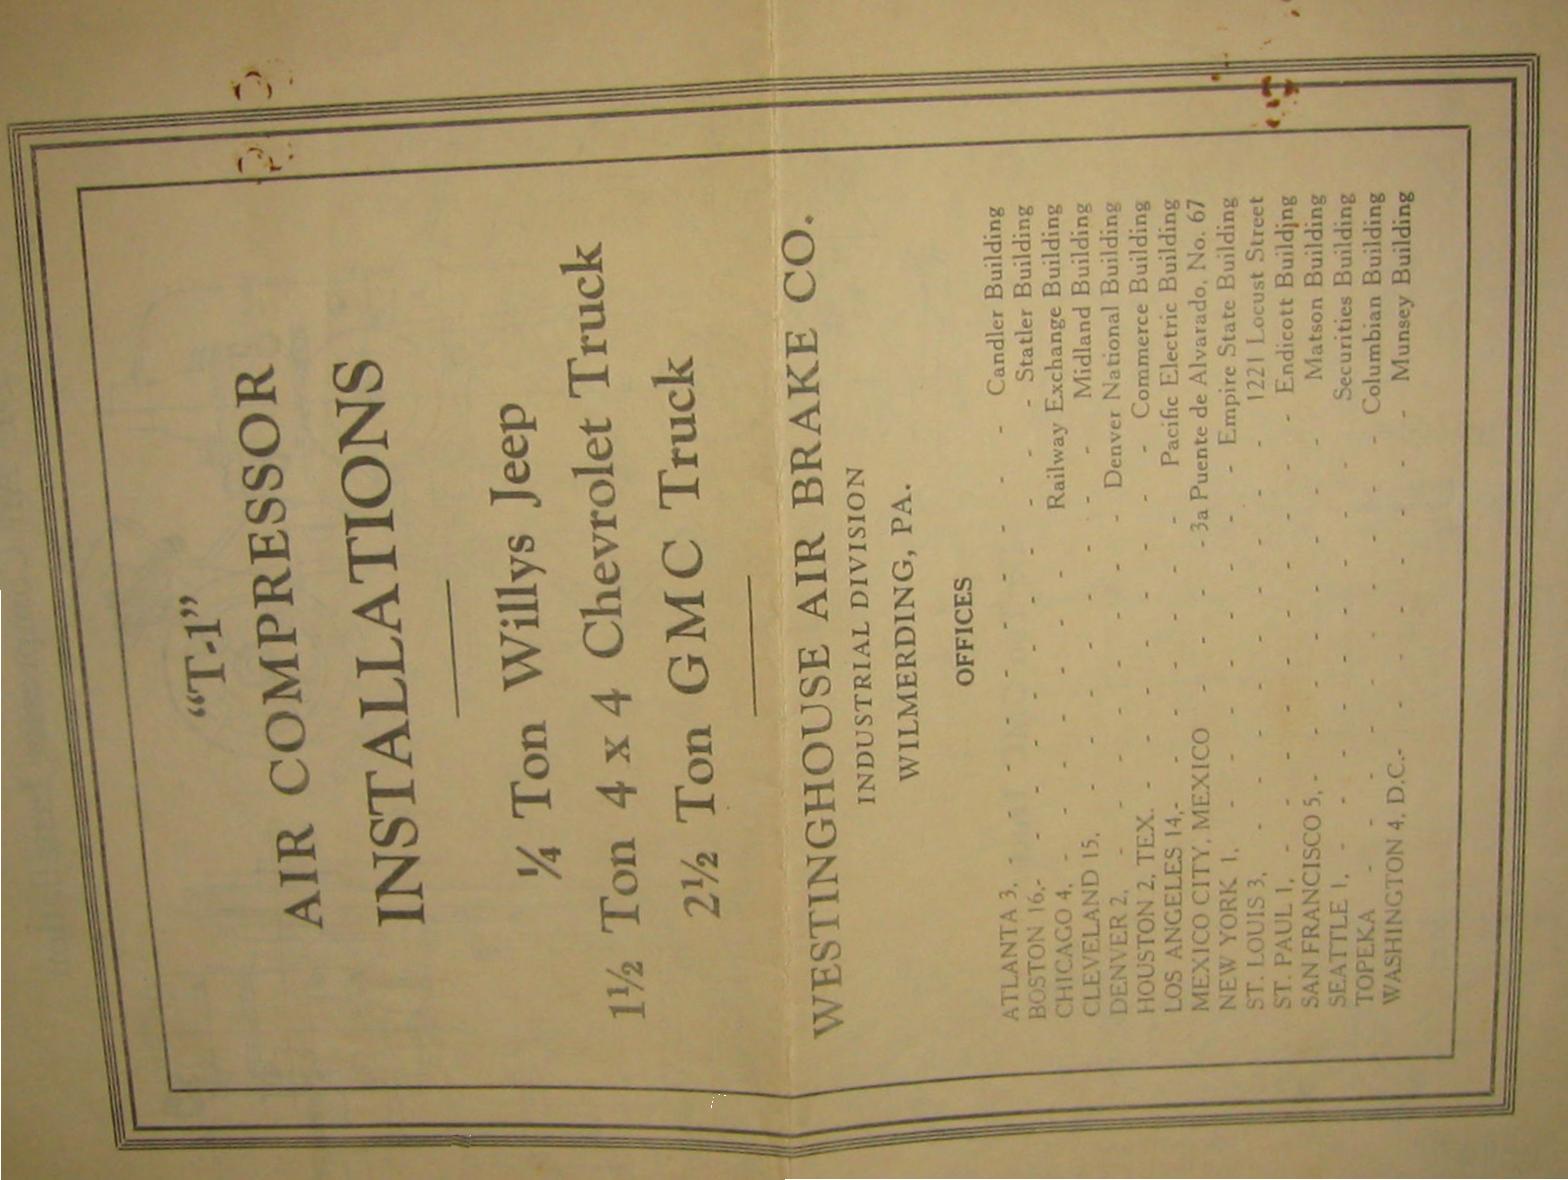 “T-1”
AIR COMPRESSOR
INSTALLATIONS
¼ Ton Willys Jeep
1½ Ton 4 x 4 Chevrolet Truck
2½ Ton GMC Truck
WESTINGHOUSE AIR BRAKE CO.
INDUSTRIAL DIVISION
WILMERDING, PA.
OFFICES
ATLANTA 3, - - - - - - - - Candler Building
BOSTON 16,- - - - - - - - - Statler Building
CHICAGO 4, - - - - - - Railway Exchange Building
CLEVELAND 15, - - - - - - - Midland Building
DENVER 2, - - - - - - Denver National Building
HOUSTON 2, TEX. - - - - - - - Commerce Building
LOS ANGELES 14,- - - - - - Pacific Electric Building
MEXICO CITY, MEXICO - - - - 3a Puente de Alvarado, No. 67
NEW YORK 1, - - - - - - - Empire State Building
ST. LOUIS 3, - - - - - - - - 1221 Locust Street
ST. PAUL 1, - - - - - - - - Endicott Building
SAN FRANCISCO 5, - - - - - - - Matson Building
SEATTLE 1, - - - - - - - - Securities Building
TOPEKA - - - - - - - - Columbian Building
WASHINGTON 4, D.C.- - - - - - - Munsey Building